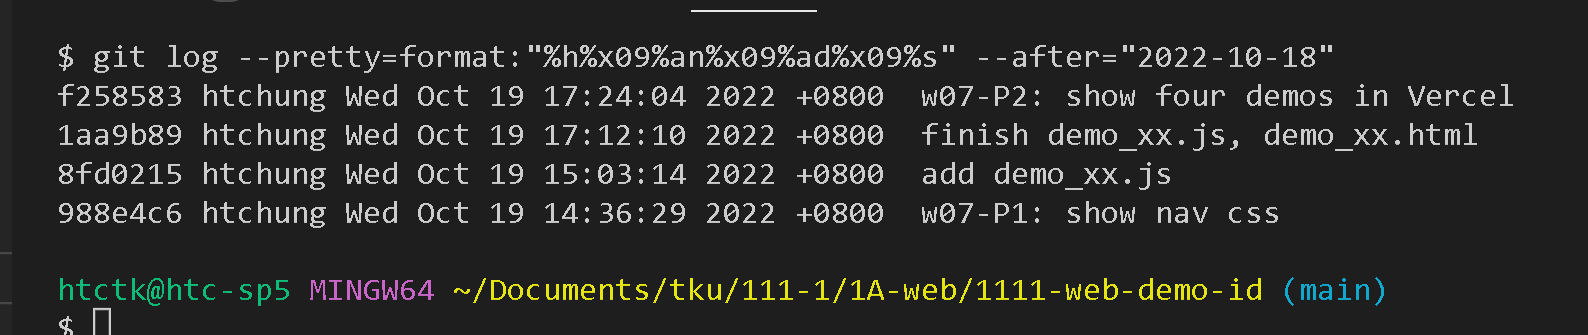 $ git log --pretty=format:"%h%x09%an%x09%ad%x09%s" --after="2022-10-18"
f258583 htchung Wed Oct 19 17:24:04 2022 +0800  w07-P2: show four demos in Vercel
1aa9b89 htchung Wed Oct 19 17:12:10 2022 +0800  finish demo_xx.js, demo_xx.html
8fd0215 htchung Wed Oct 19 15:03:14 2022 +0800  add demo_xx.js
988e4c6 htchung Wed Oct 19 14:36:29 2022 +0800  w07-P1: show nav css
htctk@htc-sp5 MINGW64 ~/Documents/tku/111-1/1A-web/1111-web-demo-id (main)
$